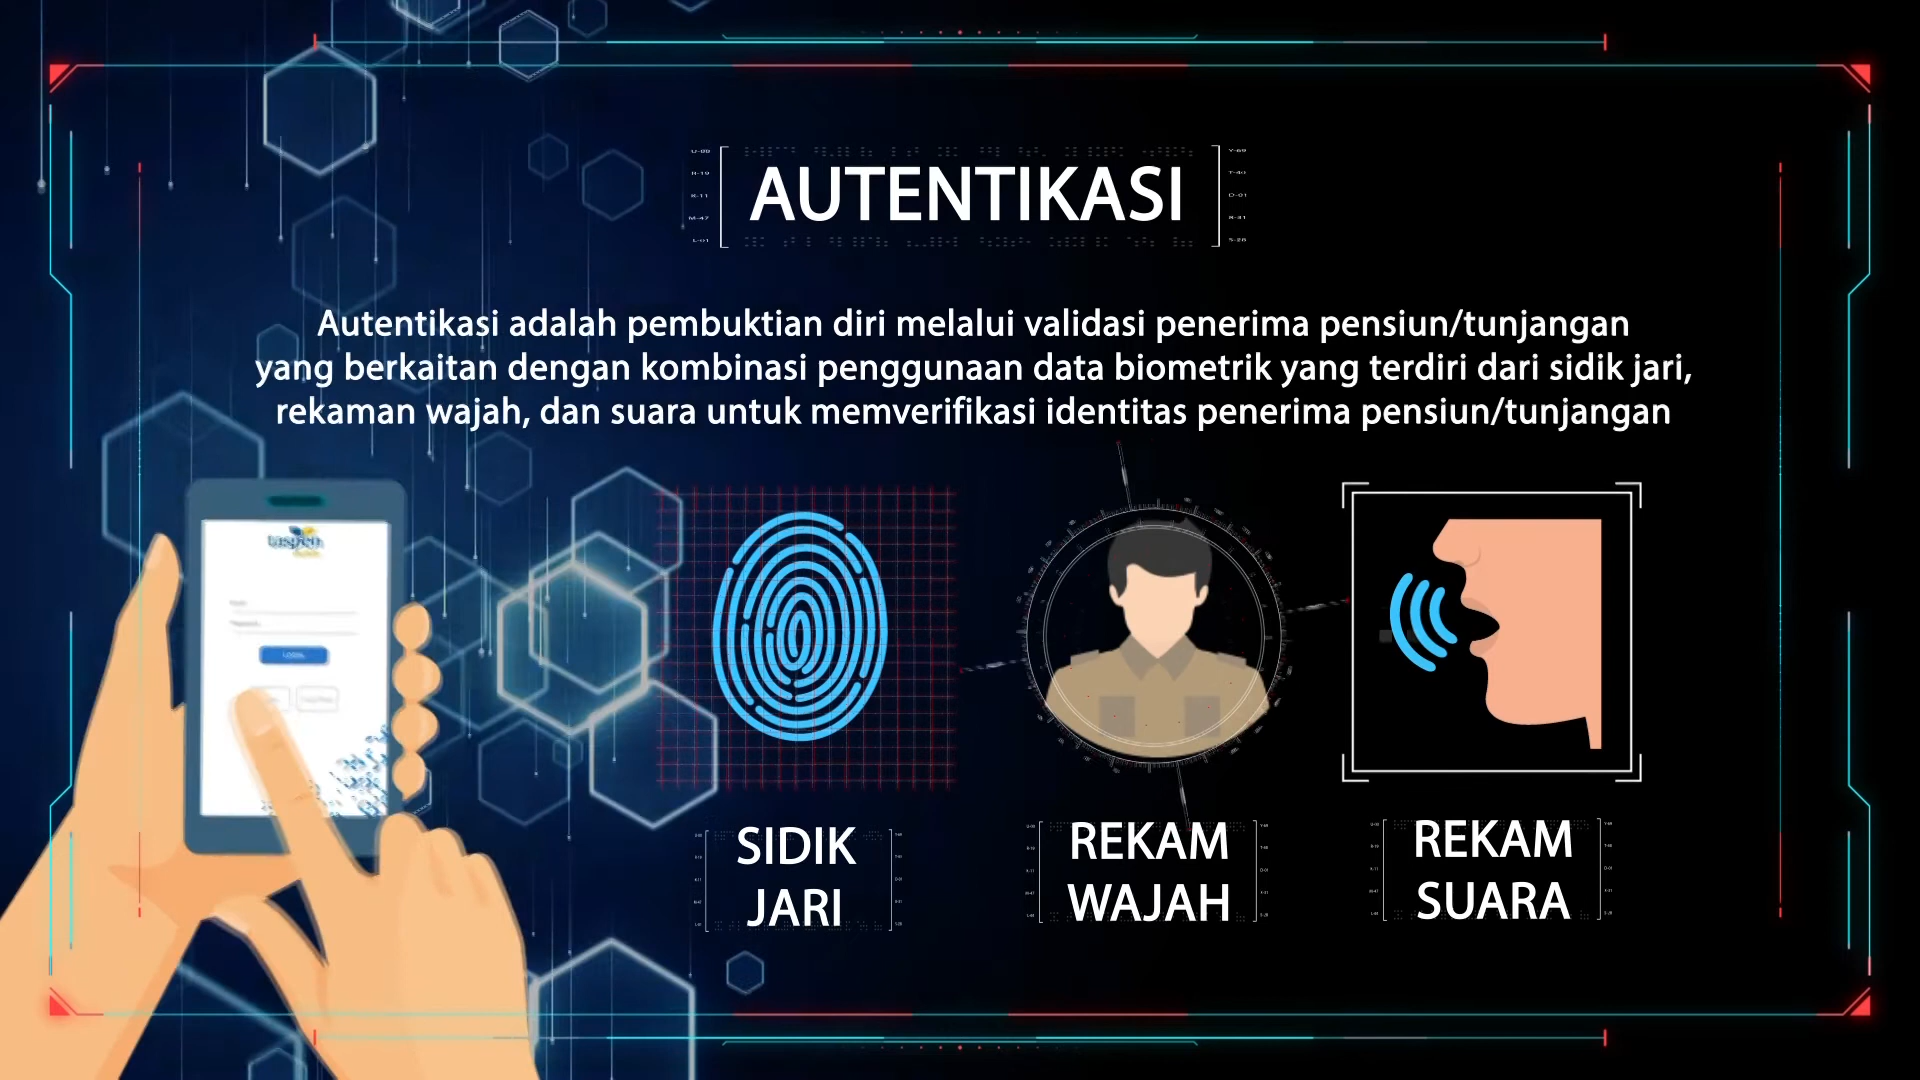 AUTENTIKASI
Autentikasi adalah pembuktian diri melalui validasi penerima pensiun/tunjangan
yang berkaitan dengan kombinasi penggunaan data biometrik yang terdiri dari sidik jari,
rekaman wajah, dan suara untuk memverifikasi identitas penerima pensiun/tunjangan
taspen
SIDIK
JARI
REKAM
WAJAH
REKAM
SUARA